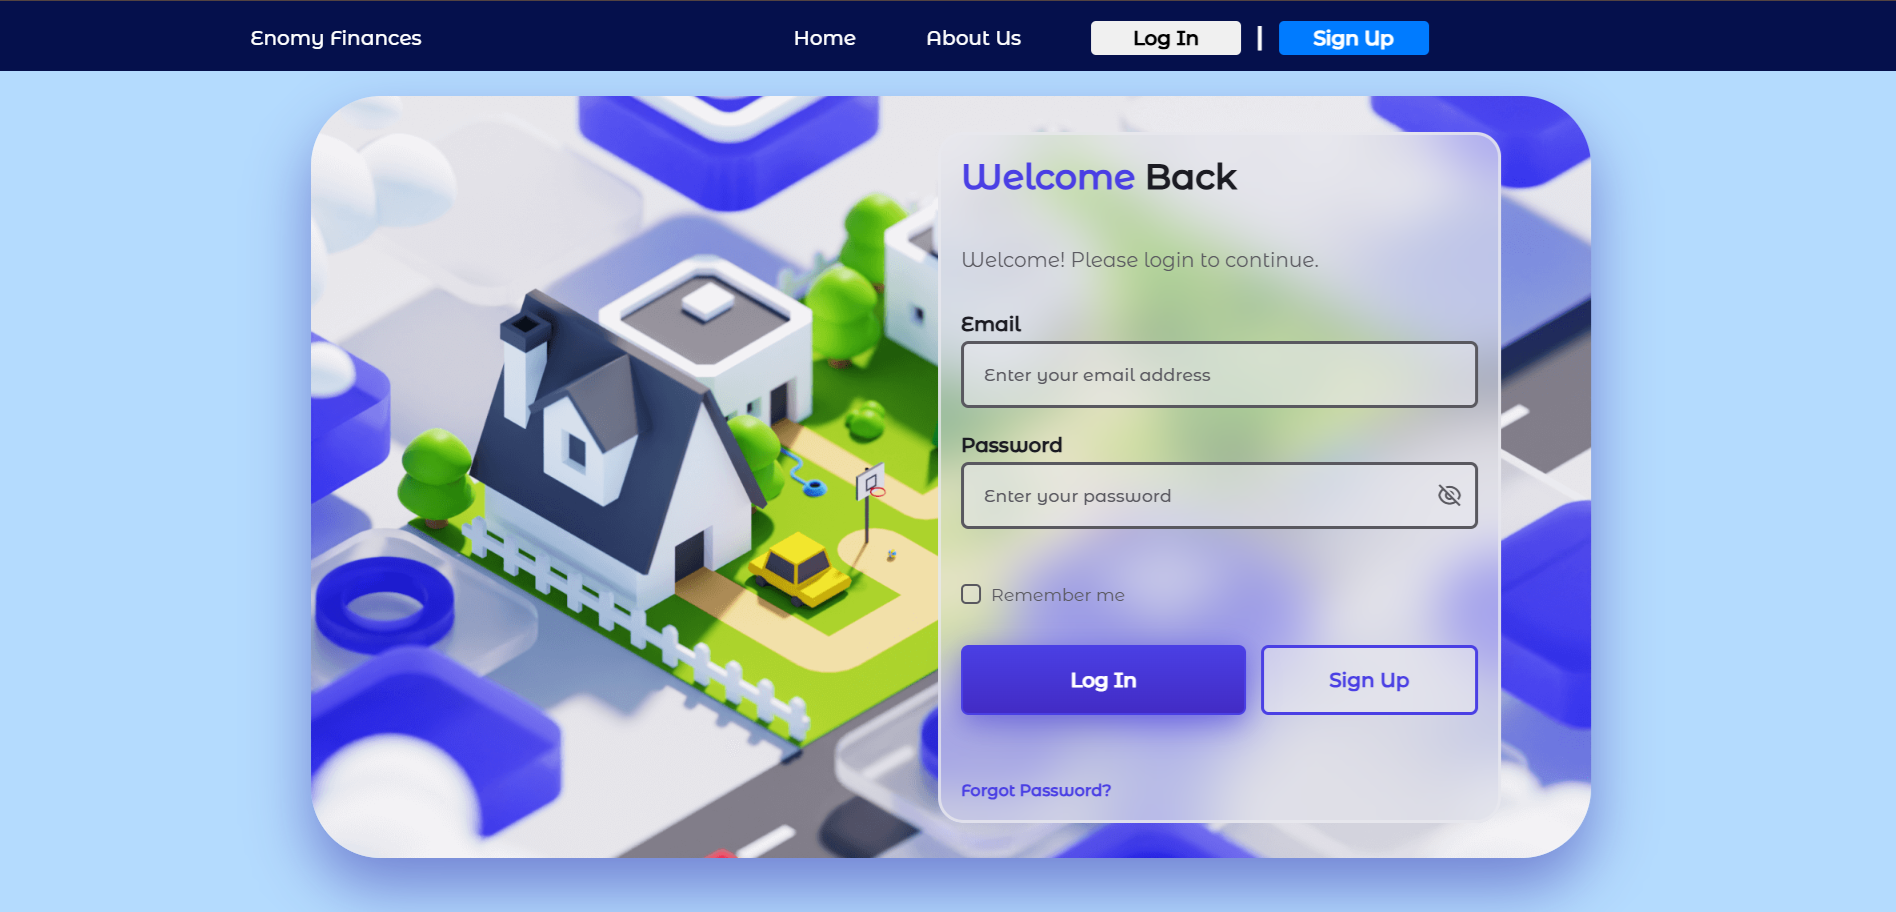 Enomy Finances
Home
About Us
Log In
|
Sign Up
Welcome Back
Welcome! Please login to continue.
Email
Enter your email address
Password
Enter your password
Remember me
Log In
Sign Up
Forgot Password?